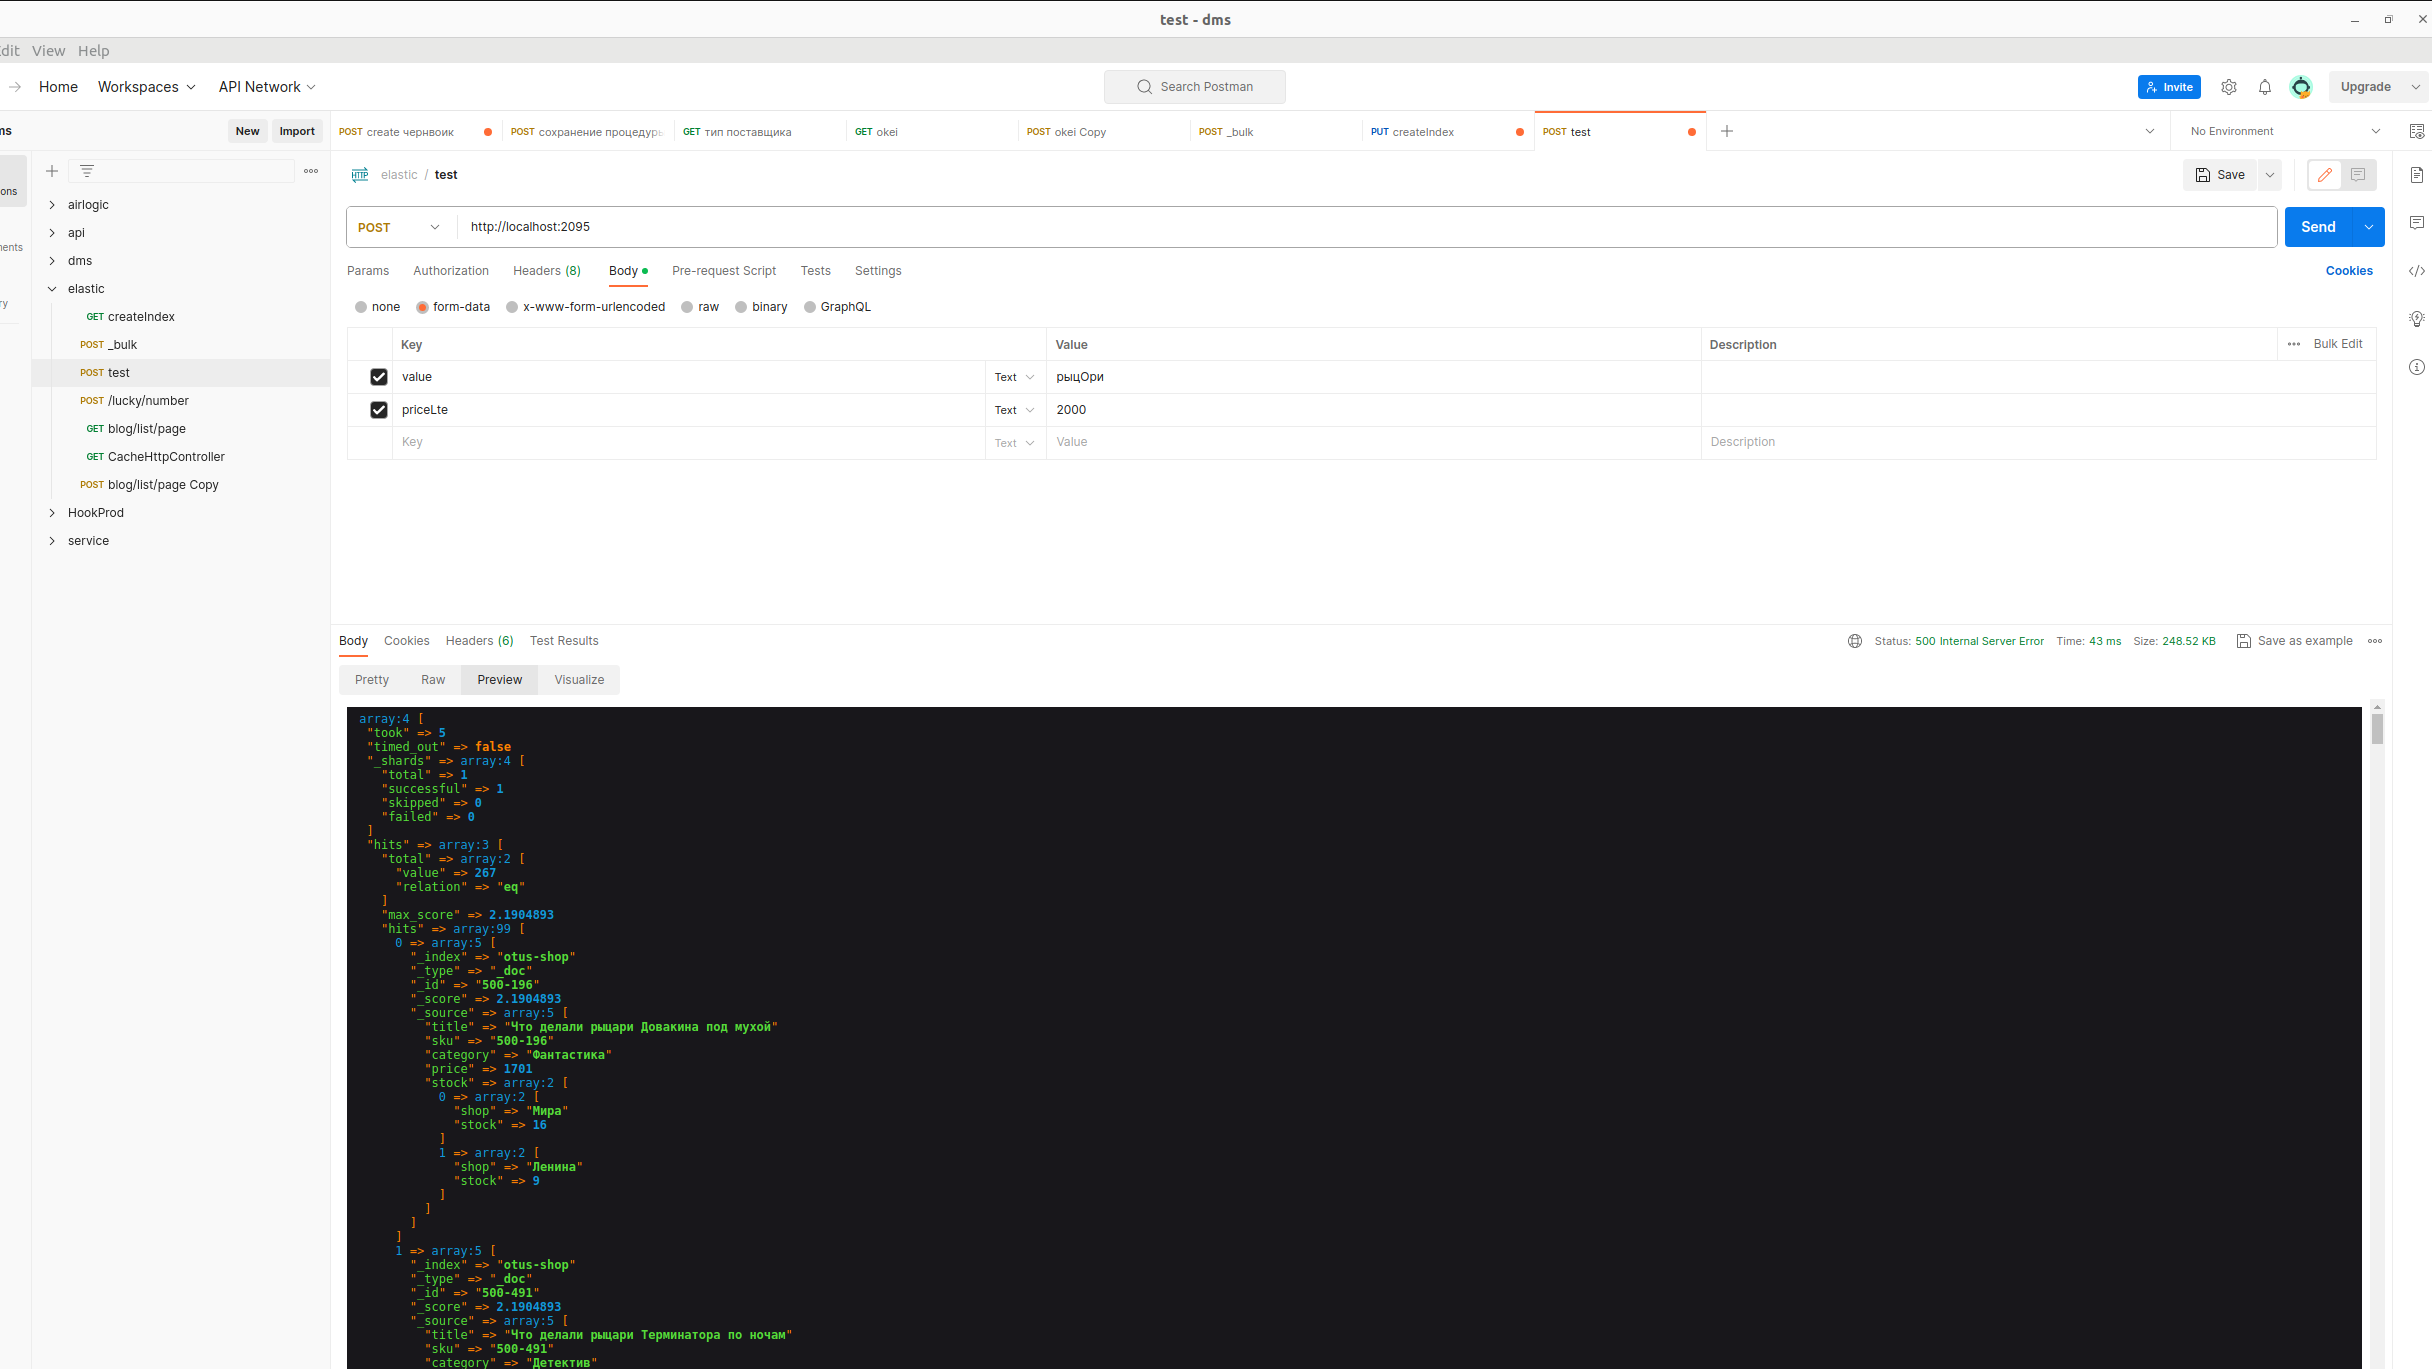 test - dms
dit View Help
Home Workspaces API Network Search Postman Invite Upgrade
ms New Import POST create чернвоик POST сохранение процедурь GET тип поставщика GET okei POST okei Copy POST _bulk PUT createIndex POST test No Environment
elastic / test Save
ons
airlogic
api
nents
dms
ry
elastic
GET createIndex
POST _bulk
POST test
POST /lucky/number
GET blog/list/page
GET CacheHttpController
POST blog/list/page Copy
HookProd
service
POST http://localhost:2095 Send
Params Authorization Headers (8) Body Pre-request Script Tests Settings Cookies
none form-data x-www-form-urlencoded raw binary GraphQL
Key Value Description Bulk Edit
value Text рыцОри
priceLte Text 2000
Key Text Value Description
Body Cookies Headers (6) Test Results Status: 500 Internal Server Error Time: 43 ms Size: 248.52 KB Save as example
Pretty Raw Preview Visualize
array:4 [
"took" => 5
"timed_out" => false
"_shards" => array:4 [
"total" => 1
"successful" => 1
"skipped" => 0
"failed" => 0
]
"hits" => array:3 [
"total" => array:2 [
"value" => 267
"relation" => "eq"
]
"max_score" => 2.1904893
"hits" => array:99 [
0 => array:5 [
"_index" => "otus-shop"
"_type" => "_doc"
"_id" => "500-196"
"_score" => 2.1904893
"_source" => array:5 [
"title" => "Что делали рыцари Довакина под мухой"
"sku" => "500-196"
"category" => "Фантастика"
"price" => 1701
"stock" => array:2 [
0 => array:2 [
"shop" => "Мира"
"stock" => 16
]
1 => array:2 [
"shop" => "Ленина"
"stock" => 9
]
]
]
]
1 => array:5 [
"_index" => "otus-shop"
"_type" => "_doc"
"_id" => "500-491"
"_score" => 2.1904893
"_source" => array:5 [
"title" => "Что делали рыцари Терминатора по ночам"
"sku" => "500-491"
"category" => "Детектив"